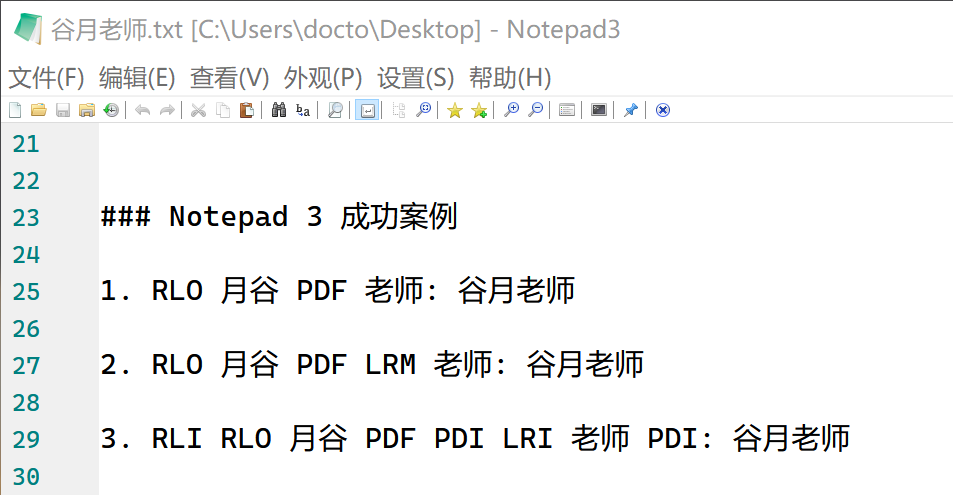 谷月老师.txt [C:\Users\docto\Desktop] - Notepad3
文件(F) 编辑(E) 查看(V) 外观(P) 设置(S) 帮助(H)
21
22
23 ### Notepad 3 成功案例
24
25 1. RLO 月谷 PDF 老师: 谷月老师
26
27 2. RLO 月谷 PDF LRM 老师: 谷月老师
28
29 3. RLI RLO 月谷 PDF PDI LRI 老师 PDI: 谷月老师
30